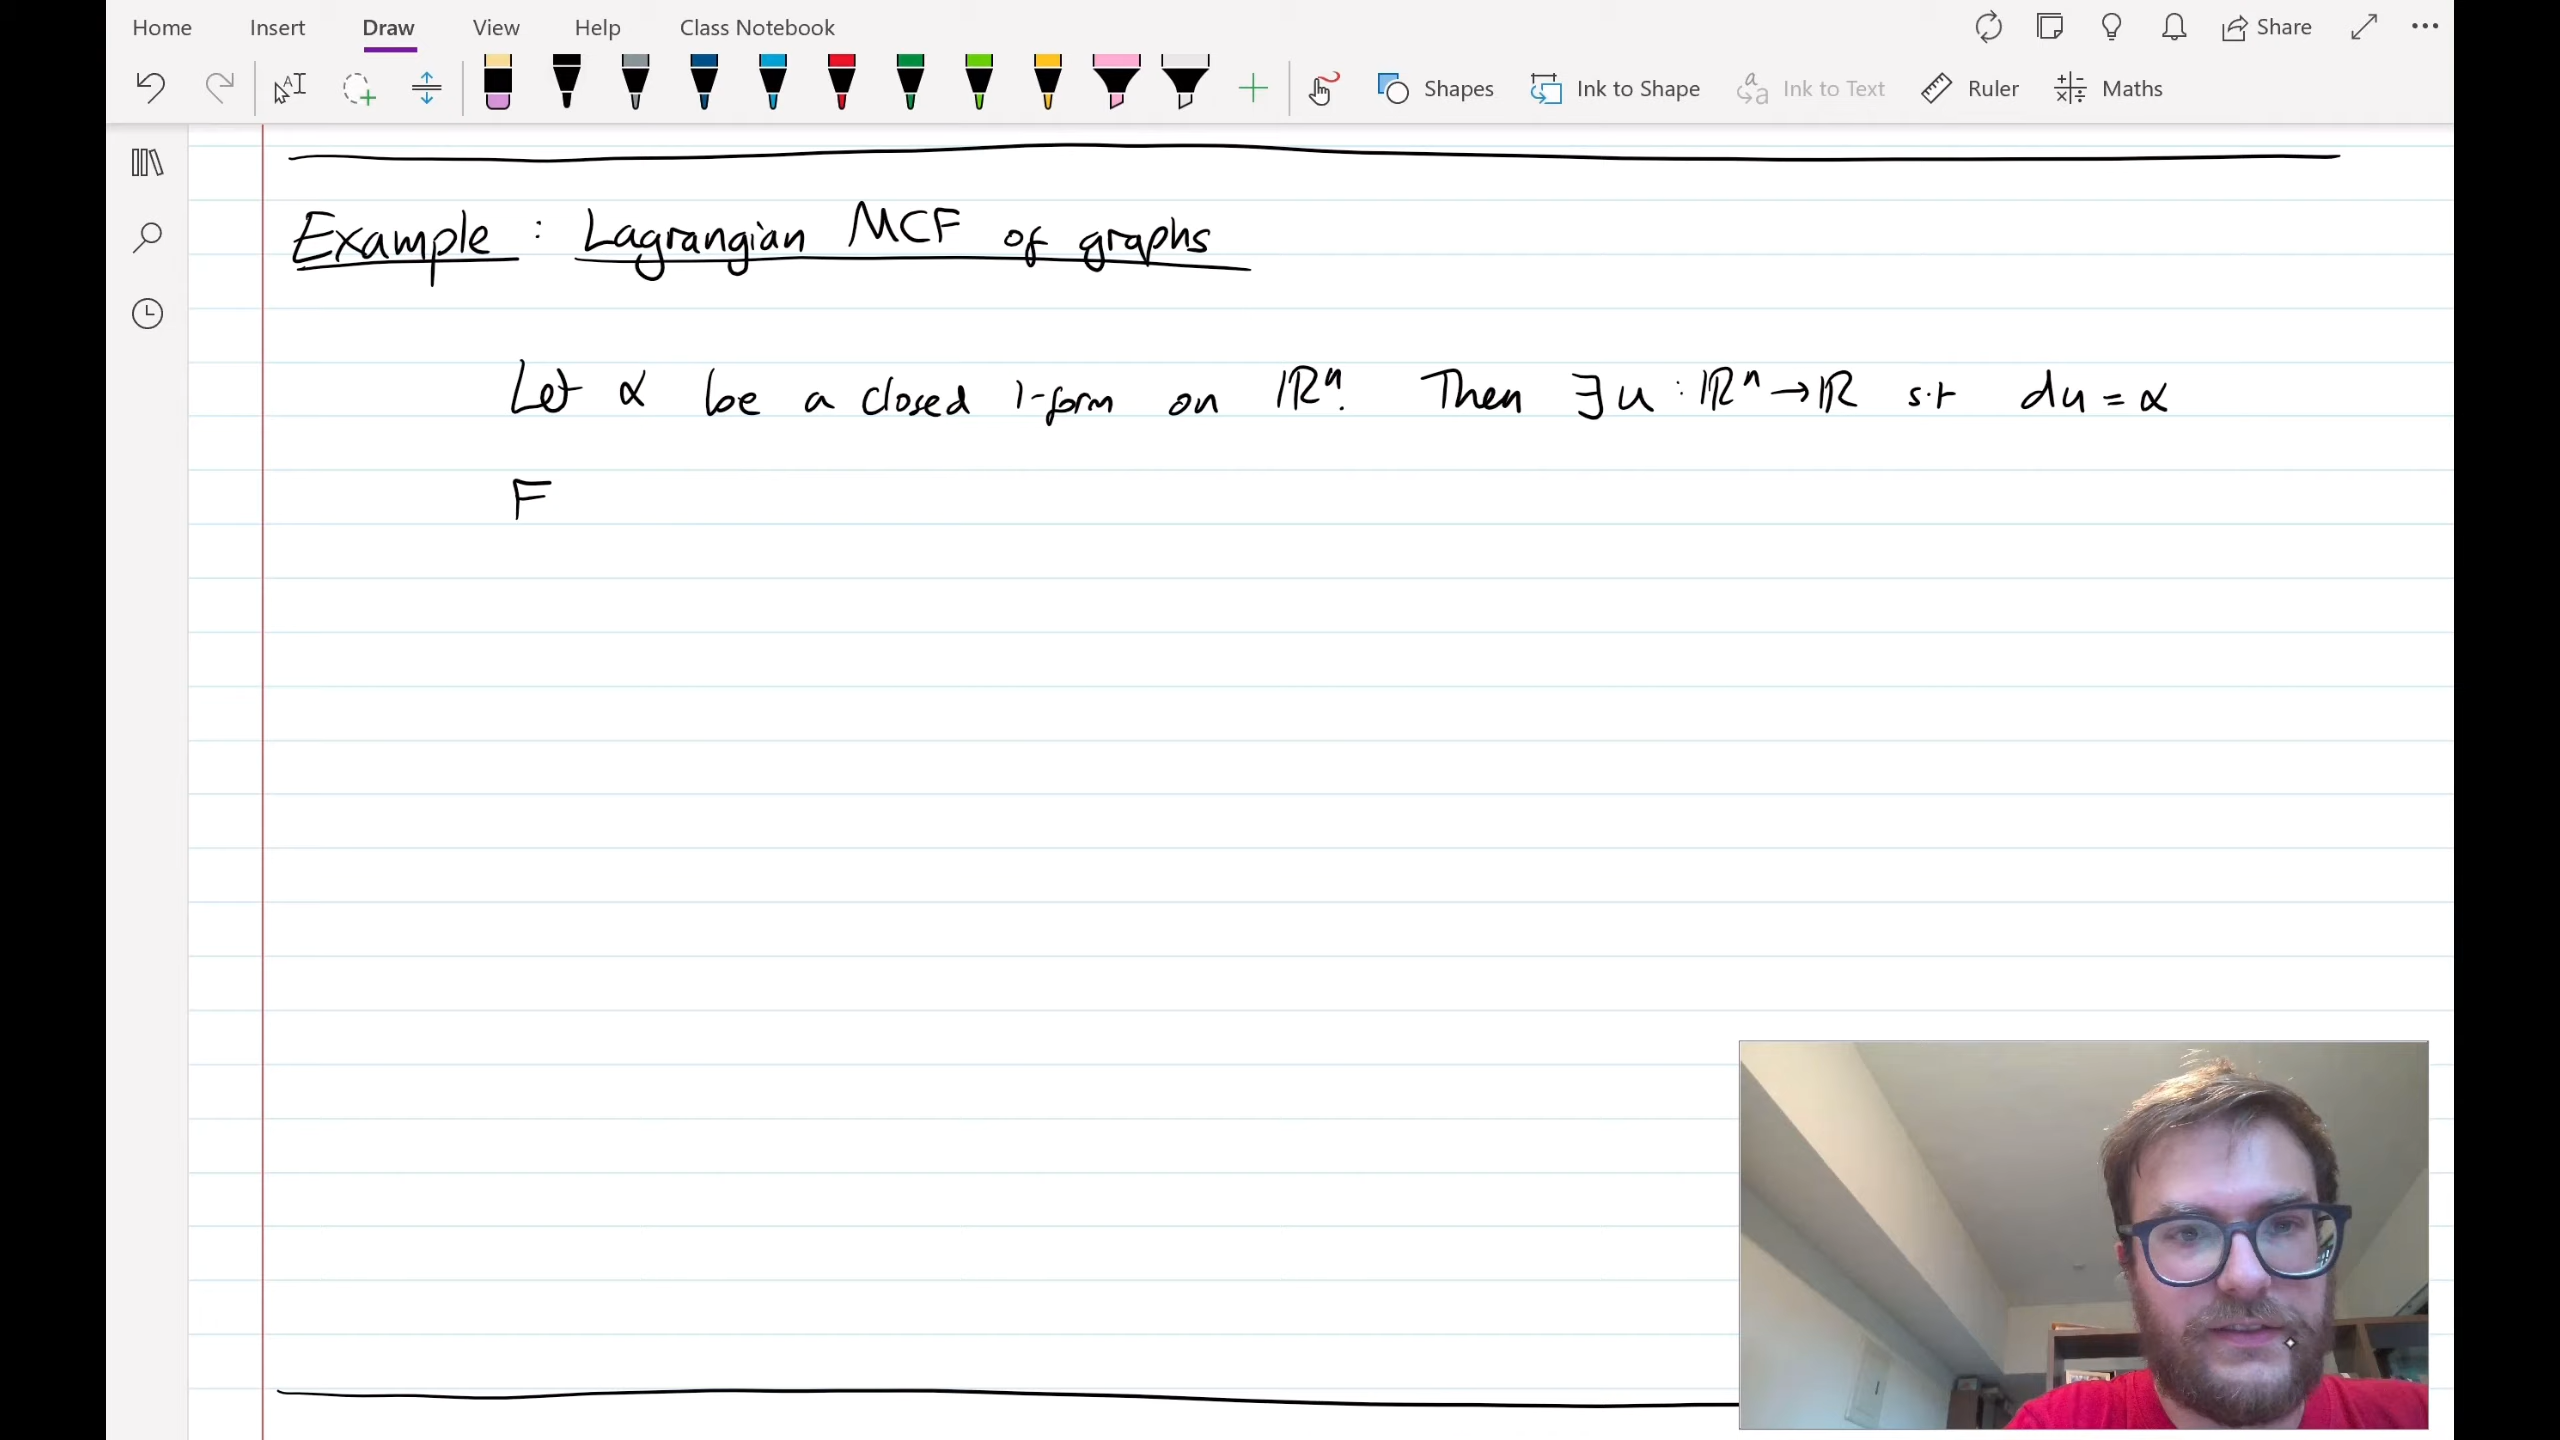 Home Insert Draw View Help Class Notebook Share
Shapes Ink to Shape Ink to Text Ruler Maths
Example : Lagrangian MCF of graphs
Let α be a closed 1-form on ℝⁿ. Then ∃ u : ℝⁿ → ℝ s.t du = α
F